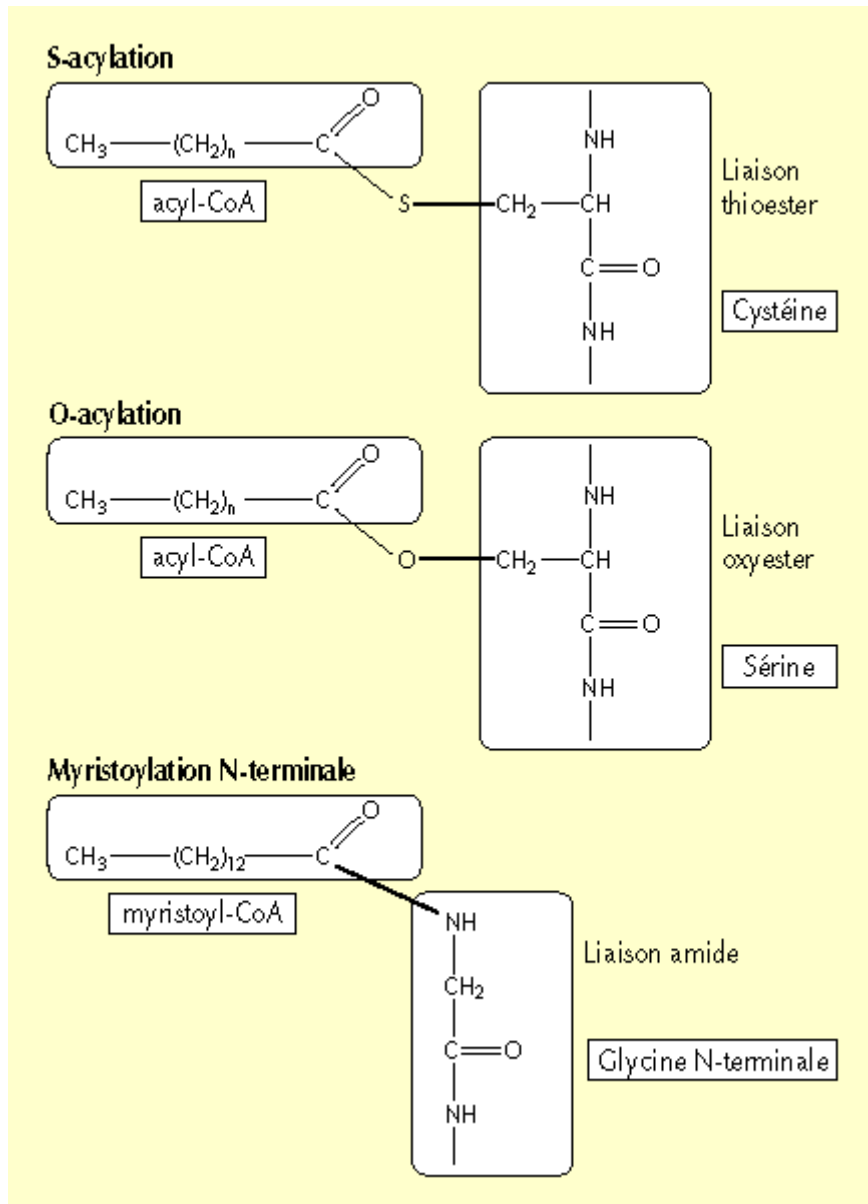 S-acylation
O
CH₃ (CH₂)ₙ C
acyl-CoA
S CH₂ CH
NH
C O
NH
Liaison
thioester
Cystéine
O-acylation
O
CH₃ (CH₂)ₙ C
acyl-CoA
O CH₂ CH
NH
C O
NH
Liaison
oxyester
Sérine
Myristoylation N-terminale
O
CH₃ (CH₂)₁₂ C
myristoyl-CoA
NH
CH₂
C O
NH
Liaison amide
Glycine N-terminale